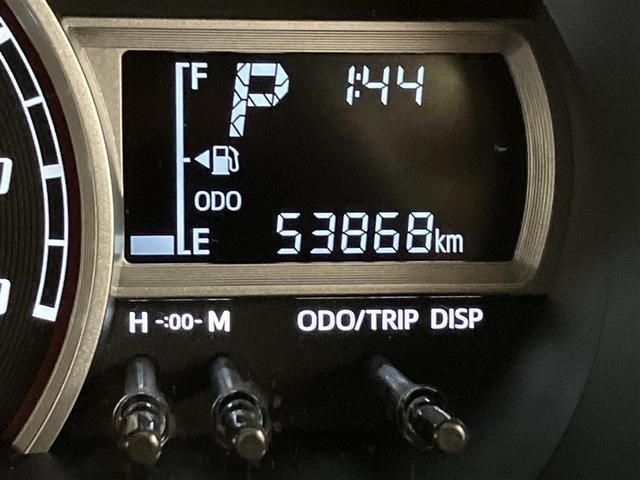 F
P 1:44
ODO
E 53868km
H -:00- M ODO/TRIP DISP